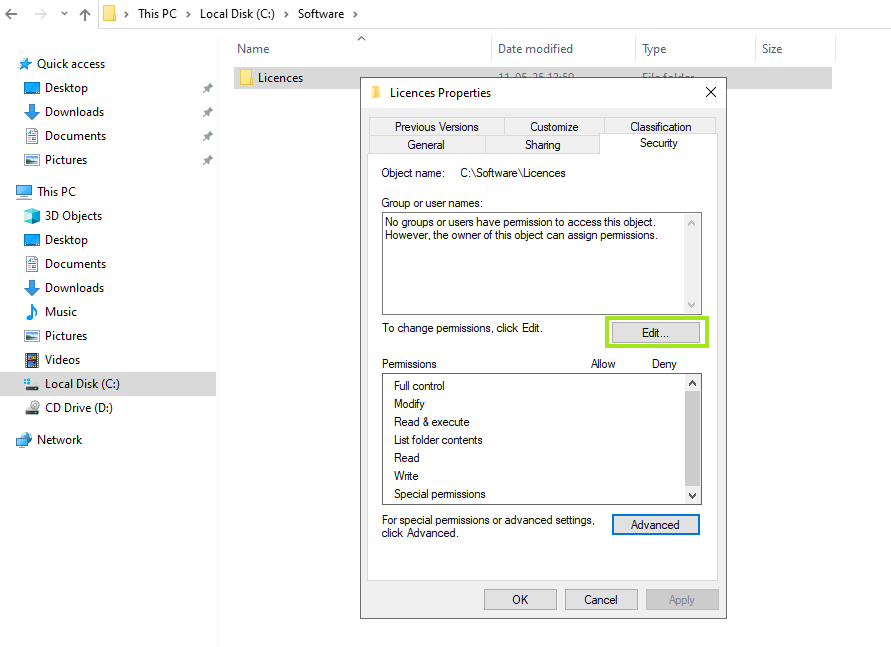 This PC
Local Disk (C:)
Software
Name
Date modified
Type
Size
Quick access
Desktop
Downloads
Documents
Pictures
This PC
3D Objects
Desktop
Documents
Downloads
Music
Pictures
Videos
Local Disk (C:)
CD Drive (D:)
Network
Licences
11-05-25 12:59
File folder
Licences Properties
Previous Versions
Customize
Classification
General
Sharing
Security
Object name: C:\Software\Licences
Group or user names:
No groups or users have permission to access this object.
However, the owner of this object can assign permissions.
To change permissions, click Edit.
Edit...
Permissions
Allow
Deny
Full control
Modify
Read & execute
List folder contents
Read
Write
Special permissions
For special permissions or advanced settings,
click Advanced.
Advanced
OK
Cancel
Apply